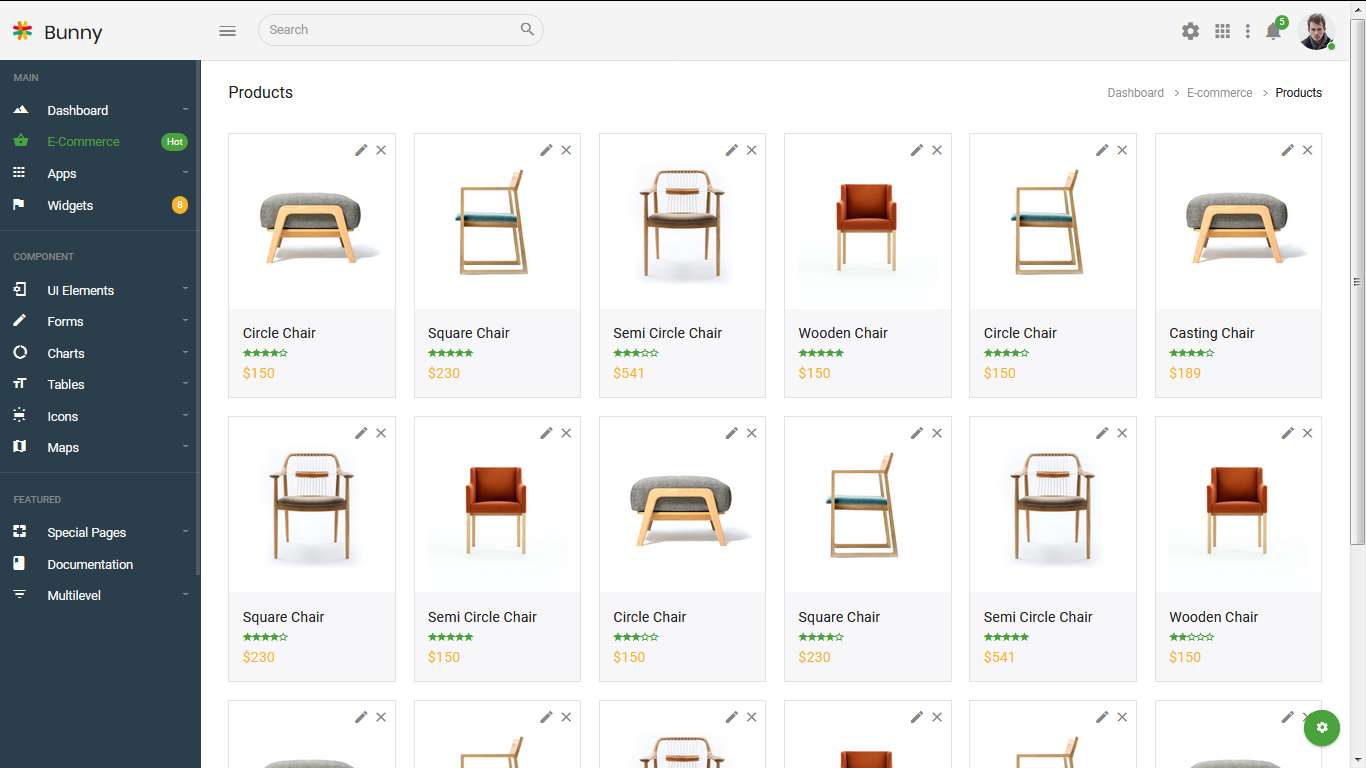 Bunny
Search
5
MAIN
Dashboard
E-Commerce Hot
Apps
Widgets 8
COMPONENT
UI Elements
Forms
Charts
Tables
Icons
Maps
FEATURED
Special Pages
Documentation
Multilevel
Products
Dashboard > E-commerce > Products
Circle Chair
$150
Square Chair
$230
Semi Circle Chair
$541
Wooden Chair
$150
Circle Chair
$150
Casting Chair
$189
Square Chair
$230
Semi Circle Chair
$150
Circle Chair
$150
Square Chair
$230
Semi Circle Chair
$541
Wooden Chair
$150